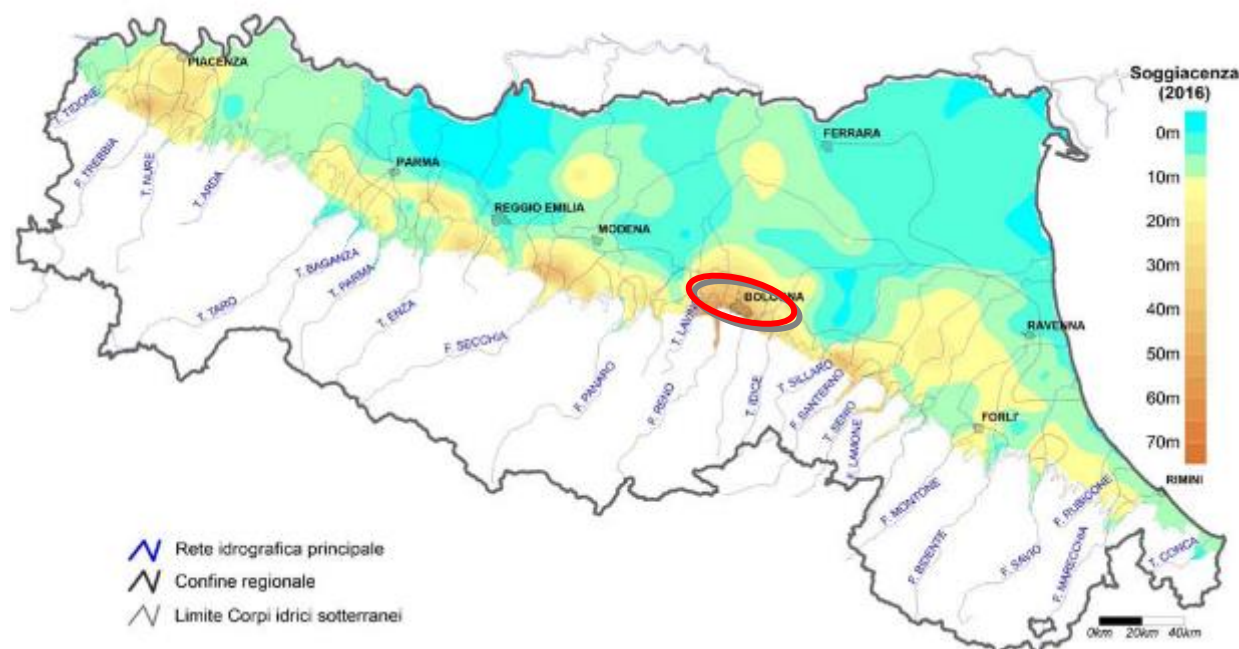 PIACENZA
Soggiacenza
(2016)
0m
10m
20m
30m
40m
50m
60m
70m
FERRARA
PARMA
REGGIO EMILIA
MODENA
BOLOGNA
RAVENNA
FORLI'
RIMINI
T. TIDONE
F. TREBBIA
T. NURE
T. ARDA
T. TARO
T. BAGANZA
T. PARMA
T. ENZA
F. SECCHIA
F. PANARO
F. RENO
T. LAVIN
T. IDICE
T. SILLARO
F. SANTERNO
T. SENIO
F. LAMONE
F. MONTONE
F. BIDENTE
F. SAVIO
F. RUBICONE
F. MARECCHIA
T. CONCA
Rete idrografica principale
Confine regionale
Limite Corpi idrici sotterranei
0km 20km 40km